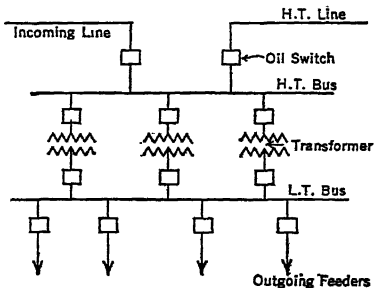 H.T. Line
Incoming Line
Oil Switch
H.T. Bus
Transformer
L.T. Bus
Outgoing Feeders